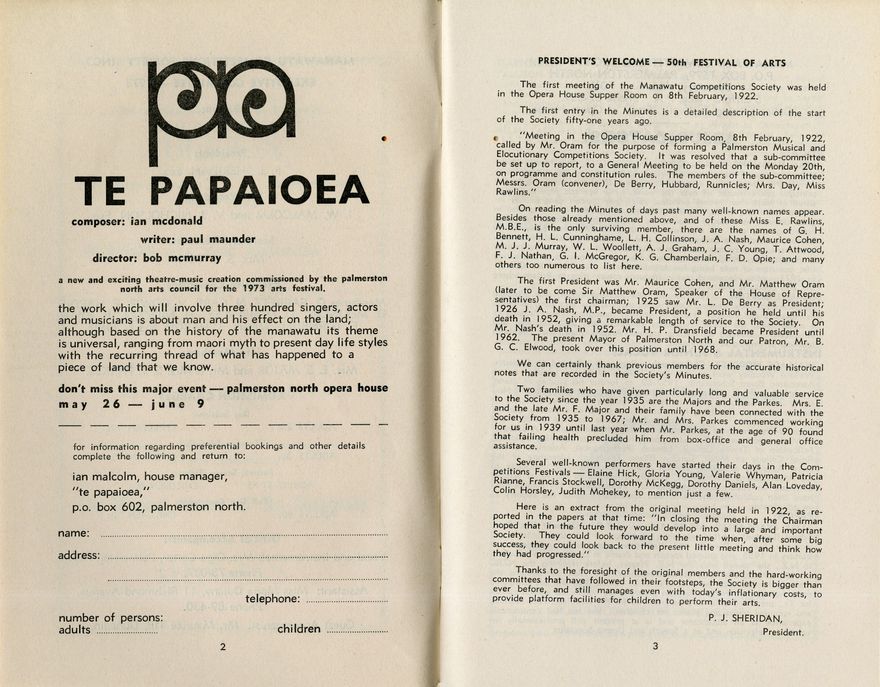 pa
TE PAPAIOEA
composer: ian mcdonald
writer: paul maunder
director: bob mcmurray
a new and exciting theatre-music creation commissioned by the palmerston
north arts council for the 1973 arts festival.
the work which will involve three hundred singers, actors
and musicians is about man and his effect on the land;
although based on the history of the manawatu its theme
is universal, ranging from maori myth to present day life styles
with the recurring thread of what has happened to a
piece of land that we know.
don't miss this major event — palmerston north opera house
may 26 — june 9
for information regarding preferential bookings and other details
complete the following and return to:
ian malcolm, house manager,
"te papaioea,"
p.o. box 602, palmerston north.
name:
address:
telephone:
number of persons:
adults children
2
PRESIDENT'S WELCOME — 50th FESTIVAL OF ARTS
The first meeting of the Manawatu Competitions Society was held
in the Opera House Supper Room on 8th February, 1922.
The first entry in the Minutes is a detailed description of the start
of the Society fifty-one years ago.
"Meeting in the Opera House Supper Room, 8th February, 1922,
called by Mr. Oram for the purpose of forming a Palmerston Musical and
Elocutionary Competitions Society. It was resolved that a sub-committee
be set up to report, to a General Meeting to be held on the Monday 20th,
on programme and constitution rules. The members of the sub-committee;
Messrs. Oram (convener), De Berry, Hubbard, Runnicles; Mrs. Day, Miss
Rawlins."
On reading the Minutes of days past many well-known names appear.
Besides those already mentioned above, and of these Miss E. Rawlins,
M.B.E., is the only surviving member, there are the names of G. H.
Bennett, H. L. Cunninghame, L. H. Collinson, J. A. Nash, Maurice Cohen,
M. J. J. Murray, W. L. Woollett, A. J. Graham, J. C. Young, T. Attwood,
F. J. Nathan, G. I. McGregor, K. G. Chamberlain, F. D. Opie; and many
others too numerous to list here.
The first President was Mr. Maurice Cohen, and Mr. Matthew Oram
(later to be come Sir Matthew Oram, Speaker of the House of Repre-
sentatives) the first chairman; 1925 saw Mr. L. De Berry as President;
1926 J. A. Nash, M.P., became President, a position he held until his
death in 1952, giving a remarkable length of service to the Society. On
Mr. Nash's death in 1952. Mr. H. P. Dransfield became President until
1962. The present Mayor of Palmerston North and our Patron, Mr. B.
G. C. Elwood, took over this position until 1968.
We can certainly thank previous members for the accurate historical
notes that are recorded in the Society's Minutes.
Two families who have given particularly long and valuable service
to the Society since the year 1935 are the Majors and the Parkes. Mrs. E.
and the late Mr. F. Major and their family have been connected with the
Society from 1935 to 1967; Mr. and Mrs. Parkes commenced working
for us in 1939 until last year when Mr. Parkes, at the age of 90 found
that failing health precluded him from box-office and general office
assistance.
Several well-known performers have started their days in the Com-
petitions Festivals — Elaine Hick, Gloria Young, Valerie Whyman, Patricia
Rianne, Francis Stockwell, Dorothy McKegg, Dorothy Daniels, Alan Loveday,
Colin Horsley, Judith Mohekey, to mention just a few.
Here is an extract from the original meeting held in 1922, as re-
ported in the papers at that time: "In closing the meeting the Chairman
hoped that in the future they would develop into a large and important
Society. They could look forward to the time when, after some big
success, they could look back to the present little meeting and think how
they had progressed."
Thanks to the foresight of the original members and the hard-working
committees that have followed in their footsteps, the Society is bigger than
ever before, and still manages even with today's inflationary costs, to
provide platform facilities for children to perform their arts.
P. J. SHERIDAN,
President.
3